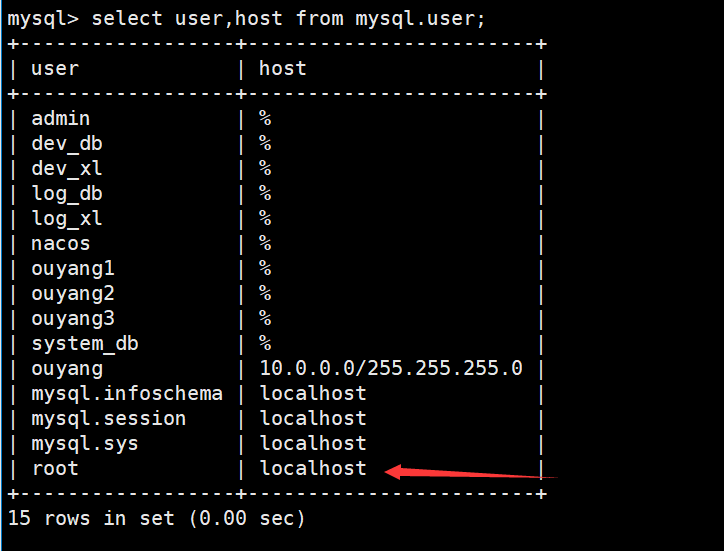 mysql> select user,host from mysql.user;
+------------------+------------------------+
| user             | host                   |
+------------------+------------------------+
| admin            | %                      |
| dev_db           | %                      |
| dev_xl           | %                      |
| log_db           | %                      |
| log_xl           | %                      |
| nacos            | %                      |
| ouyang1          | %                      |
| ouyang2          | %                      |
| ouyang3          | %                      |
| system_db        | %                      |
| ouyang           | 10.0.0.0/255.255.255.0 |
| mysql.infoschema | localhost              |
| mysql.session    | localhost              |
| mysql.sys        | localhost              |
| root             | localhost              |
+------------------+------------------------+
15 rows in set (0.00 sec)